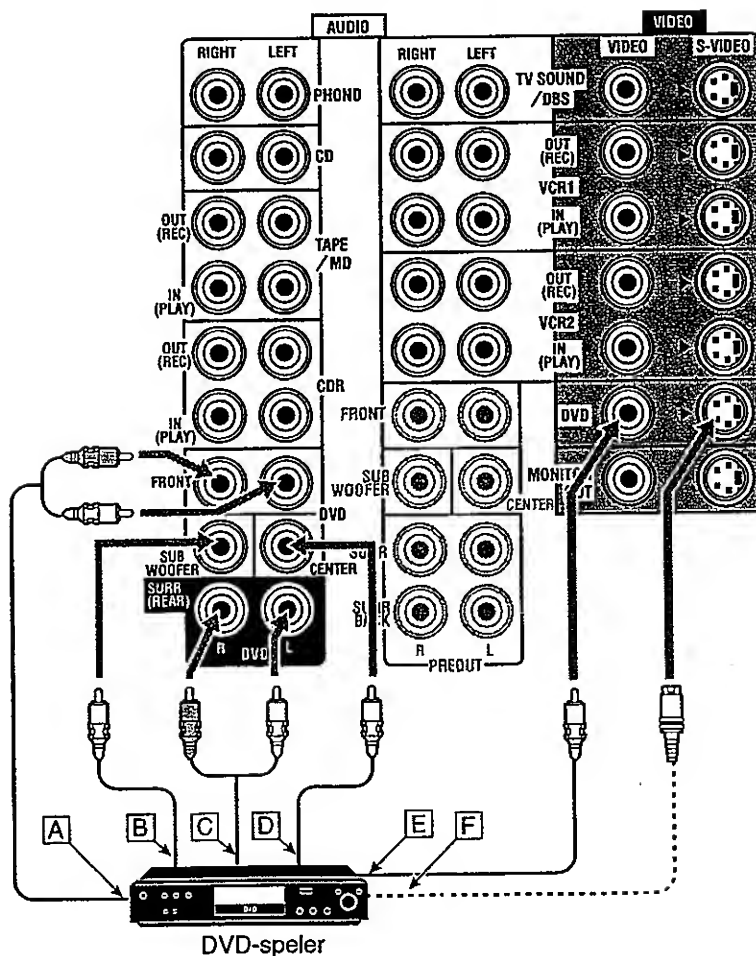 AUDIO
VIDEO
RIGHT LEFT
RIGHT LEFT
VIDEO S-VIDEO
PHONO
TV SOUND
/DBS
CD
OUT
(REC)
VCR1
IN
(PLAY)
OUT
(REC)
TAPE
/MD
IN
(PLAY)
OUT
(REC)
VCR2
IN
(PLAY)
OUT
(REC)
CDR
IN
(PLAY)
FRONT
DVD
FRONT
DVD
SUB
WOOFER
CENTER
SUB
WOOFER
CENTER
SURR
(REAR)
R DVD L
BACK
R L
PREOUT
A
B
C
D
E
F
DVD-speler